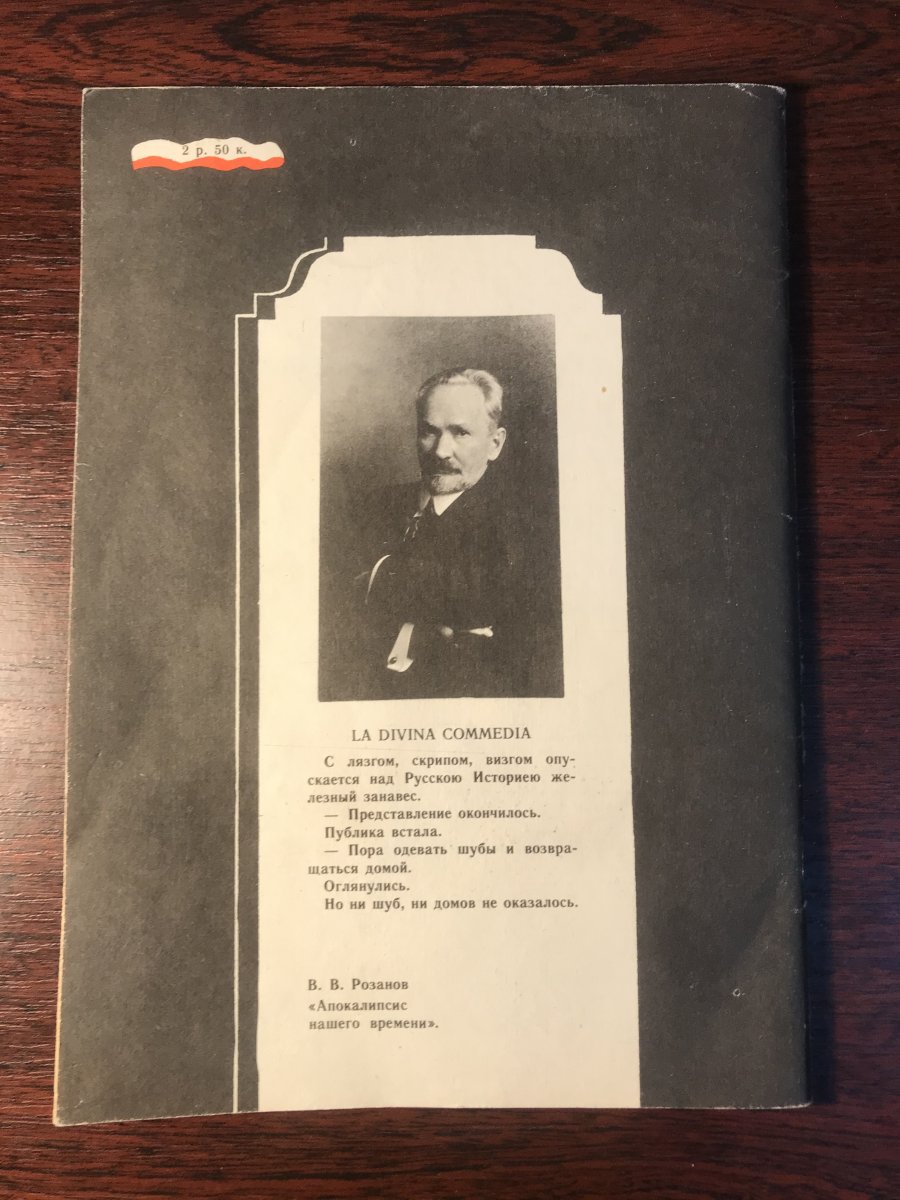 2 р. 50 к.
LA DIVINA COMMEDIA
С лязгом, скрипом, визгом опу-
скается над Русскою Историею же-
лезный занавес.
— Представление окончилось.
Публика встала.
— Пора одевать шубы и возвра-
щаться домой.
Оглянулись.
Но ни шуб, ни домов не оказалось.
В. В. Розанов
«Апокалипсис
нашего времени».